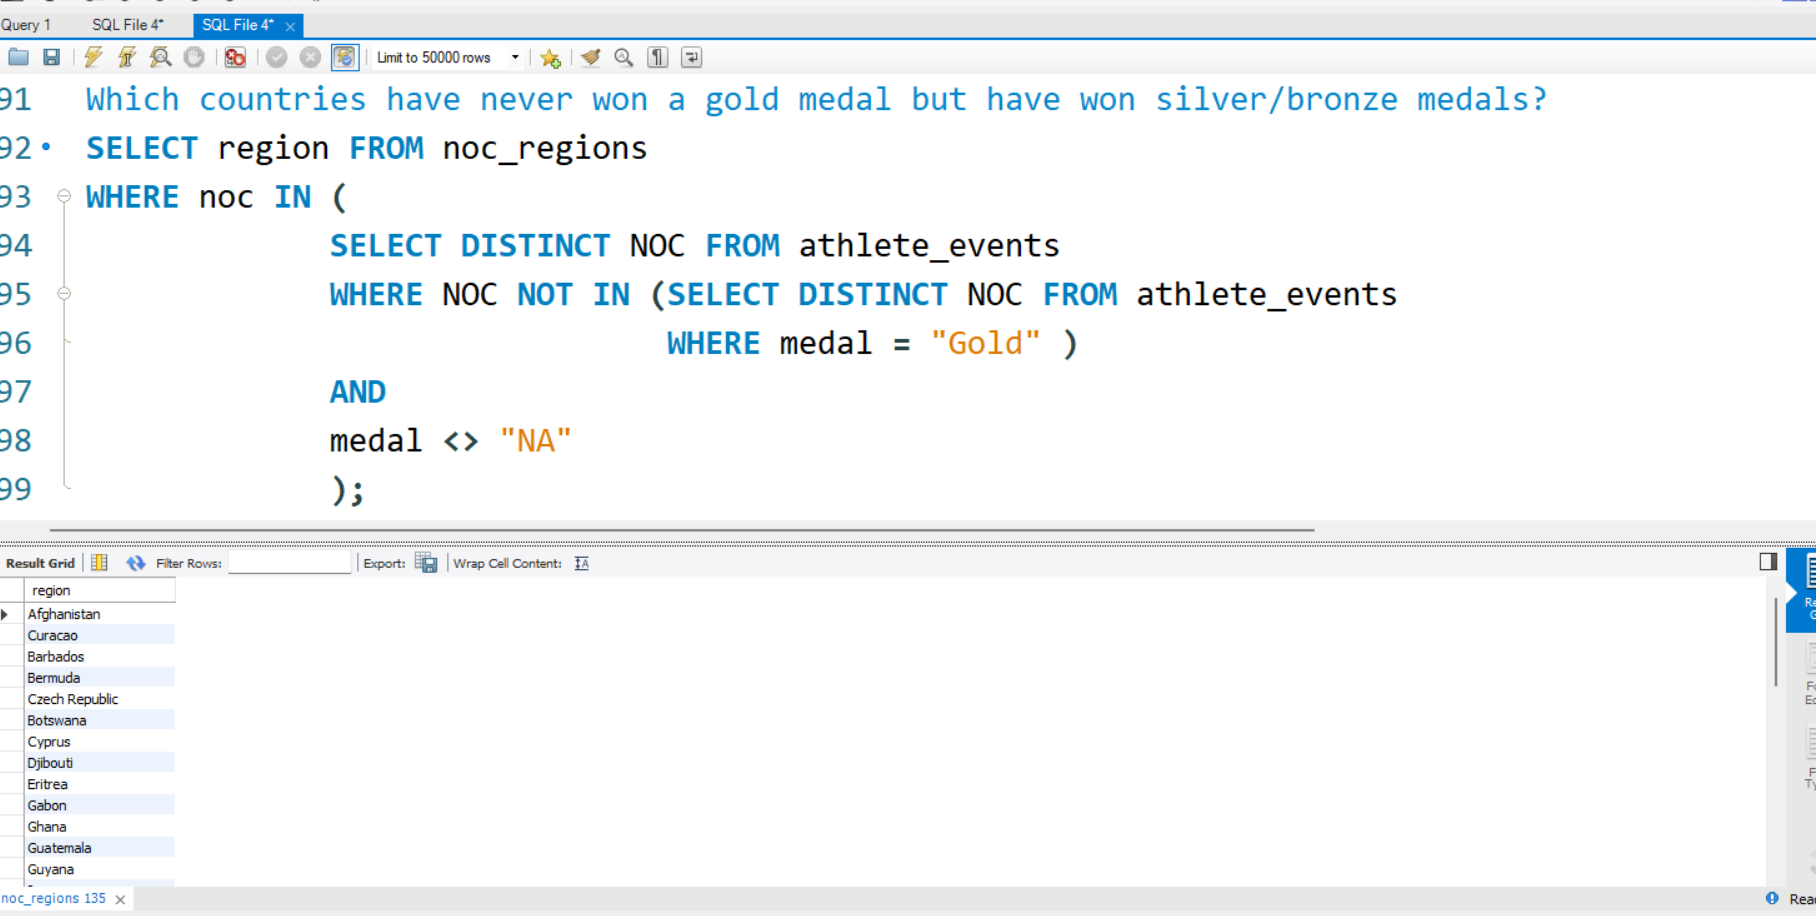 Query 1 SQL File 4* SQL File 4*
Limit to 50000 rows
91 Which countries have never won a gold medal but have won silver/bronze medals?
92 SELECT region FROM noc_regions
93 WHERE noc IN (
94 SELECT DISTINCT NOC FROM athlete_events
95 WHERE NOC NOT IN (SELECT DISTINCT NOC FROM athlete_events
96 WHERE medal = "Gold" )
97 AND
98 medal <> "NA"
99 );
Result Grid Filter Rows: Export: Wrap Cell Content:
region
Afghanistan
Curacao
Barbados
Bermuda
Czech Republic
Botswana
Cyprus
Djibouti
Eritrea
Gabon
Ghana
Guatemala
Guyana
noc_regions 135